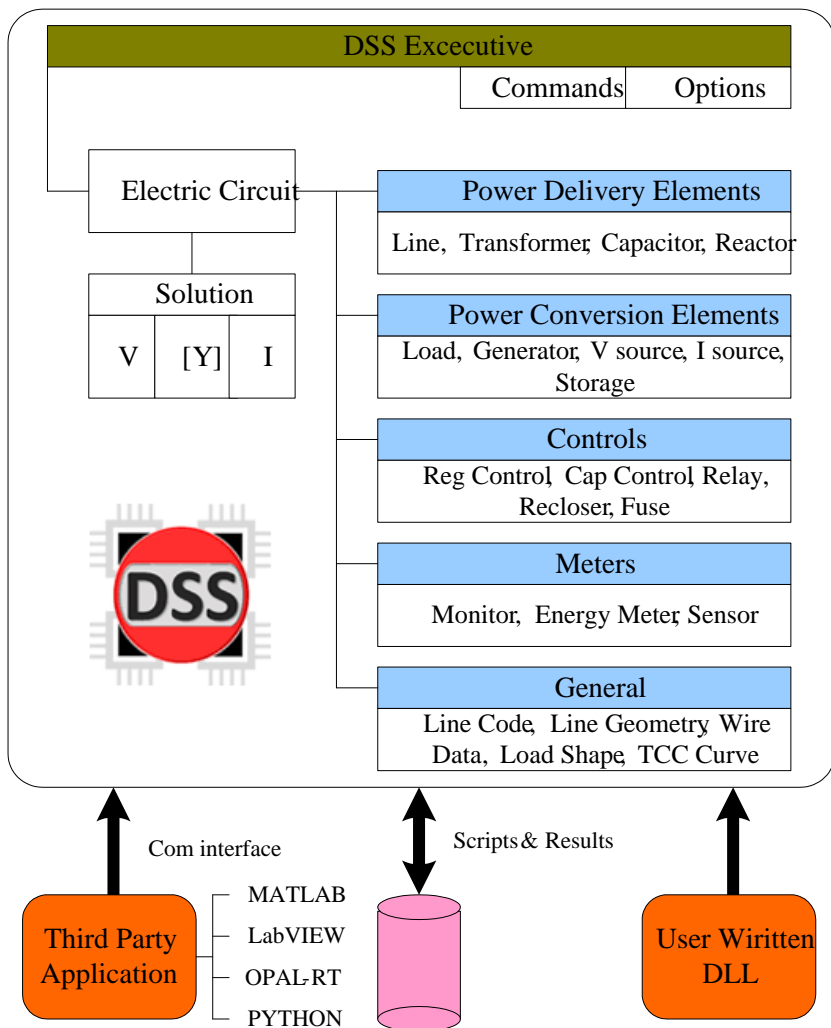 DSS Excecutive
Commands
Options
Electric Circuit
Solution
V
[Y]
I
Power Delivery Elements
Line, Transformer, Capacitor, Reactor
Power Conversion Elements
Load, Generator, V source, I source,
Storage
Controls
Reg Control, Cap Control, Relay,
Recloser, Fuse
Meters
Monitor, Energy Meter, Sensor
General
Line Code, Line Geometry, Wire
Data, Load Shape, TCC Curve
DSS
Com interface
Scripts & Results
Third Party
Application
MATLAB
LabVIEW
OPAL-RT
PYTHON
User Wiritten
DLL